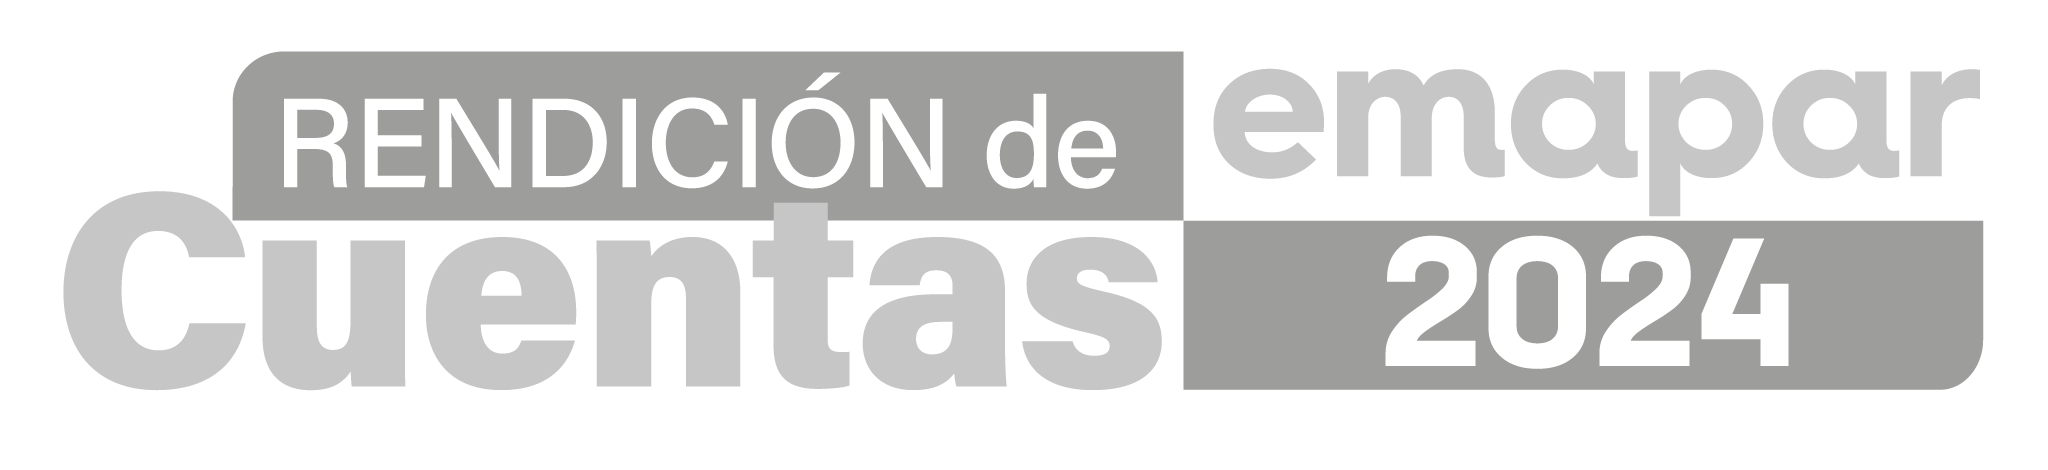 RENDICIÓN de
Cuentas
emapar
2024